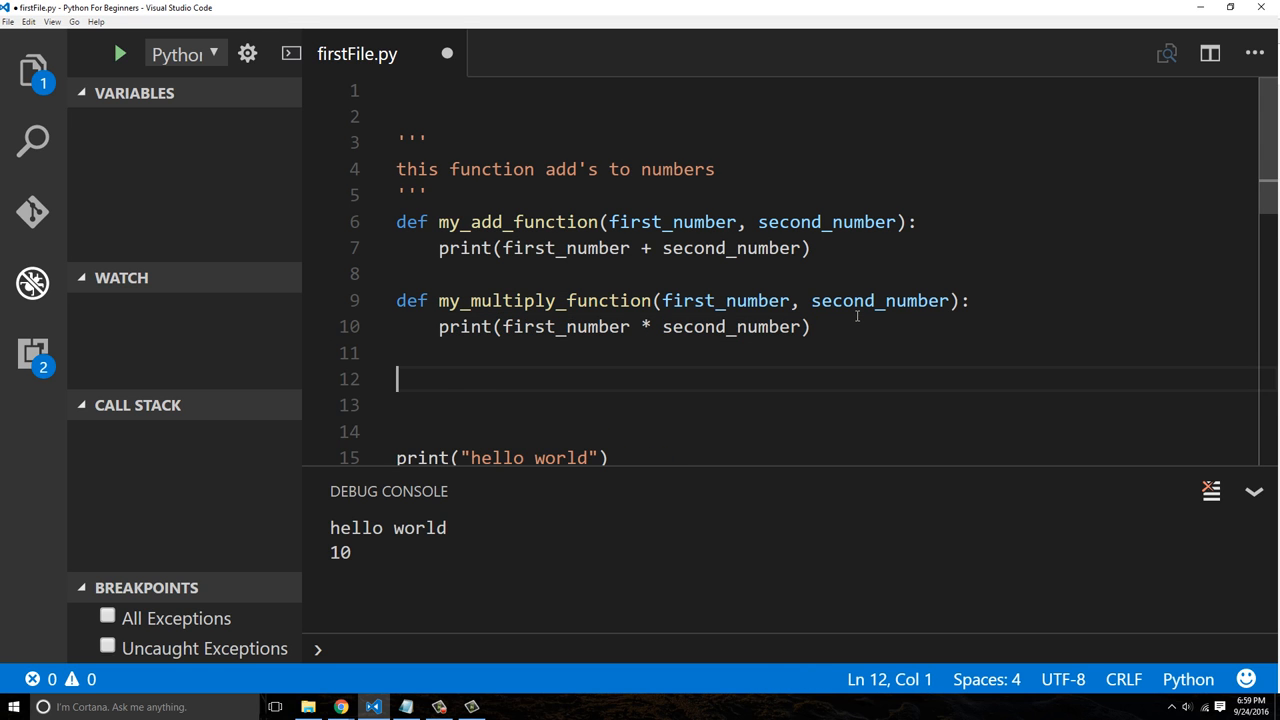 firstFile.py - Python For Beginners - Visual Studio Code
File Edit View Go Help
Python
firstFile.py
1
VARIABLES
WATCH
2
CALL STACK
BREAKPOINTS
All Exceptions
Uncaught Exceptions
1
2
3 '''
4 this function add's to numbers
5 '''
6 def my_add_function(first_number, second_number):
7 print(first_number + second_number)
8
9 def my_multiply_function(first_number, second_number):
10 print(first_number * second_number)
11
12
13
14
15 print("hello world")
DEBUG CONSOLE
hello world
10
0 0
Ln 12, Col 1 Spaces: 4 UTF-8 CRLF Python
I'm Cortana. Ask me anything.
6:59 PM
9/24/2016